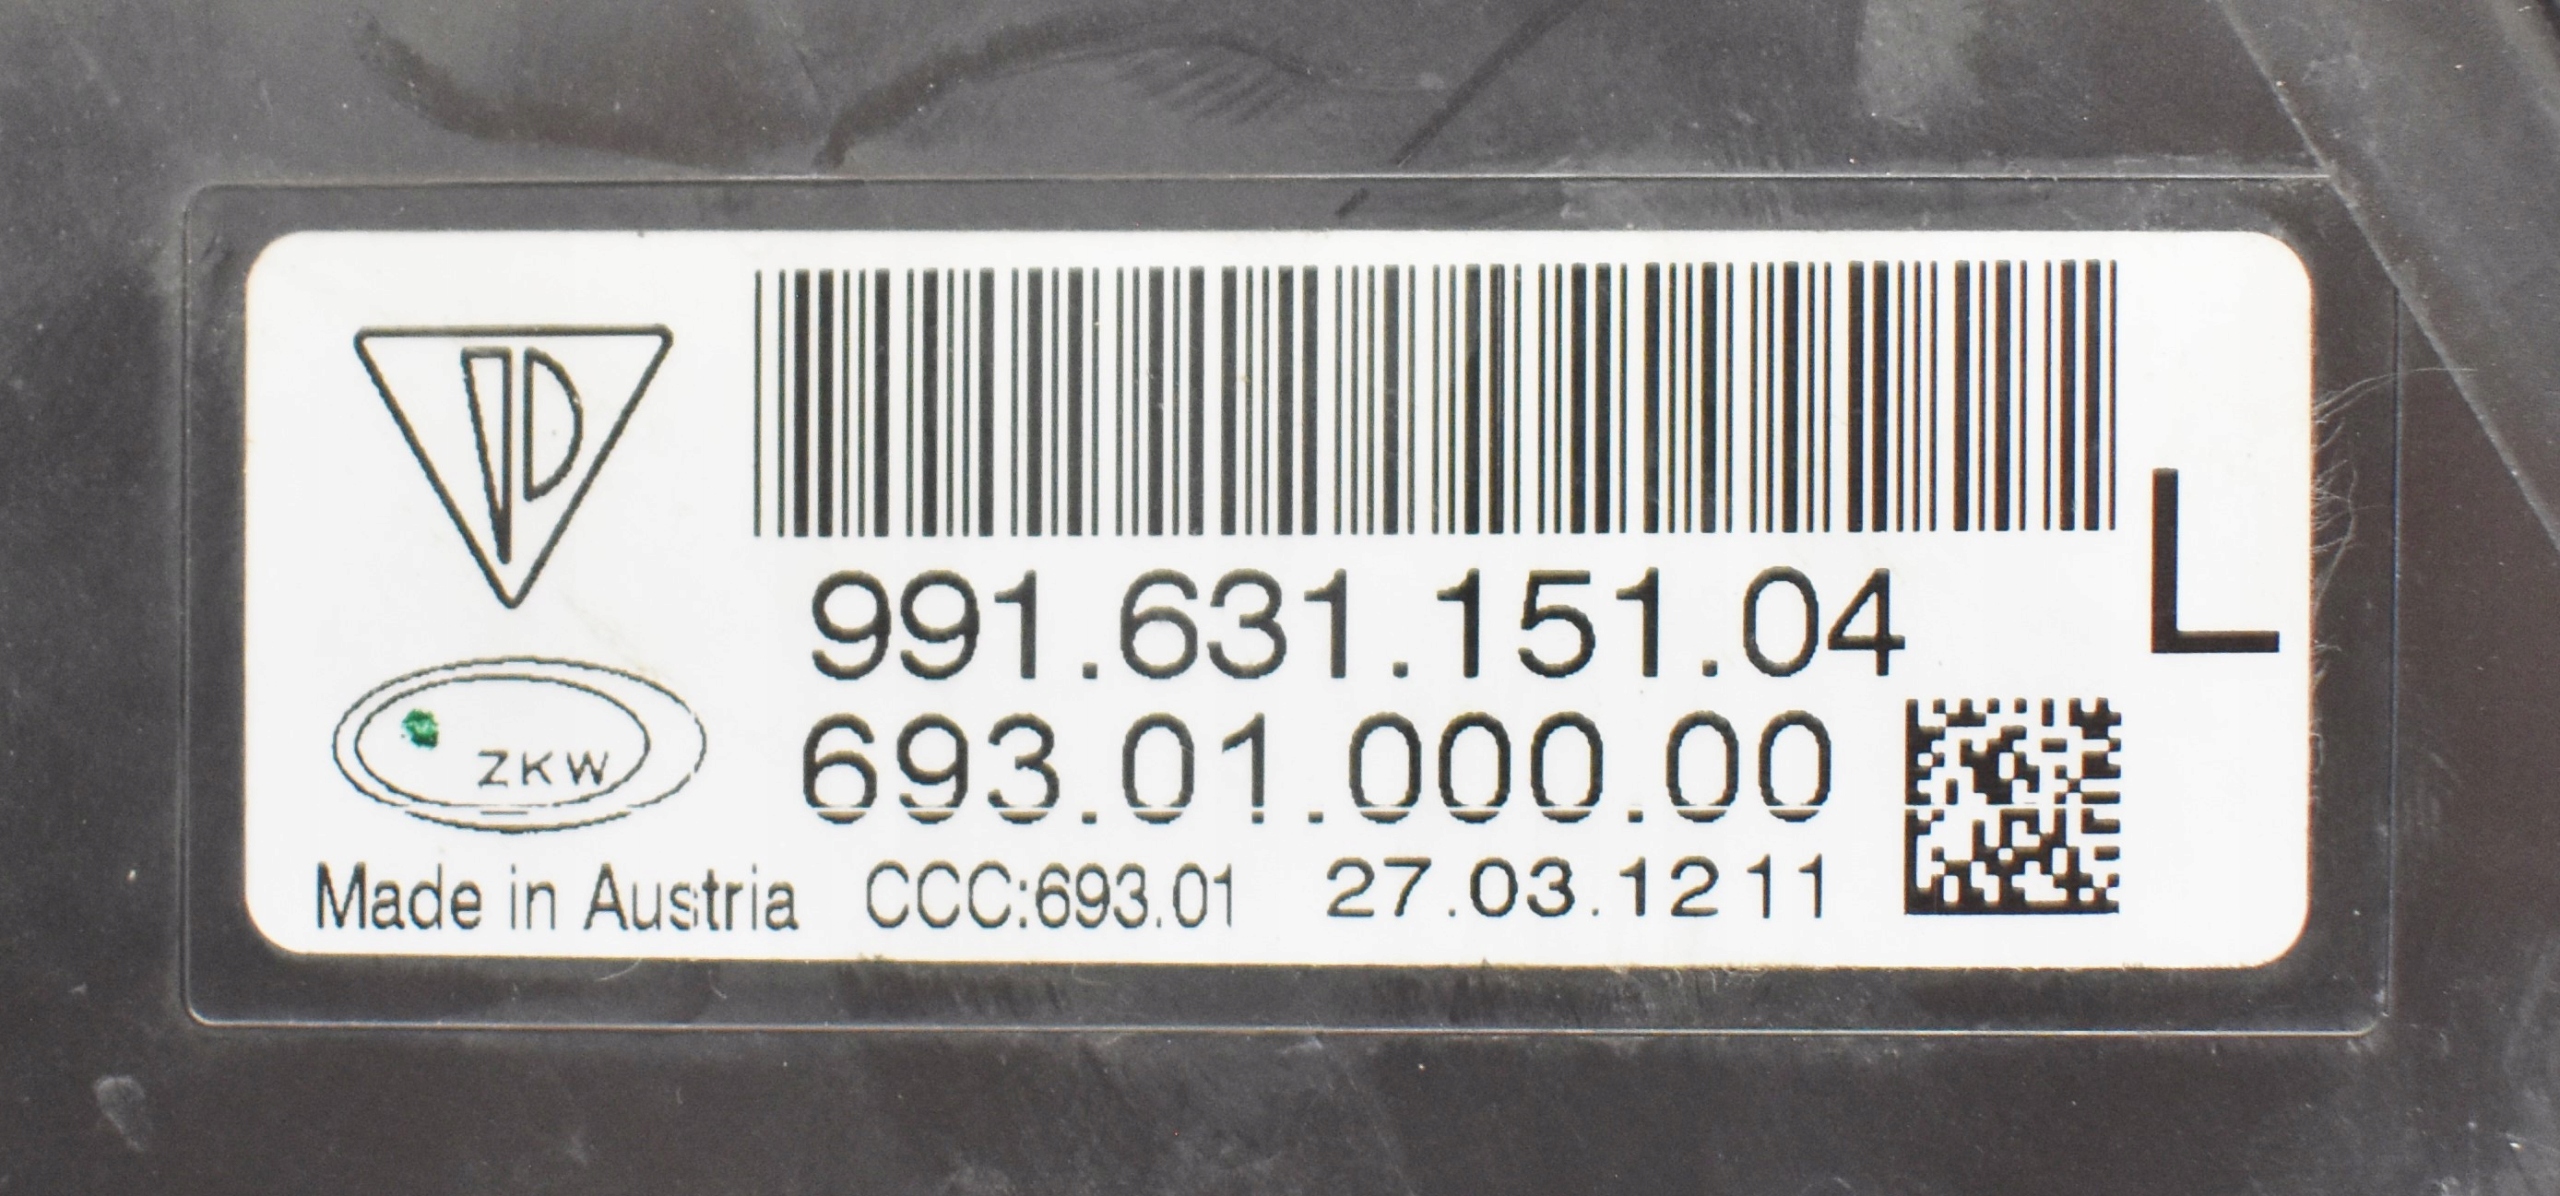 991.631.151.04
L
693.01.000.00
ZKW
Made in Austria CCC:693.01 27.03.12 11